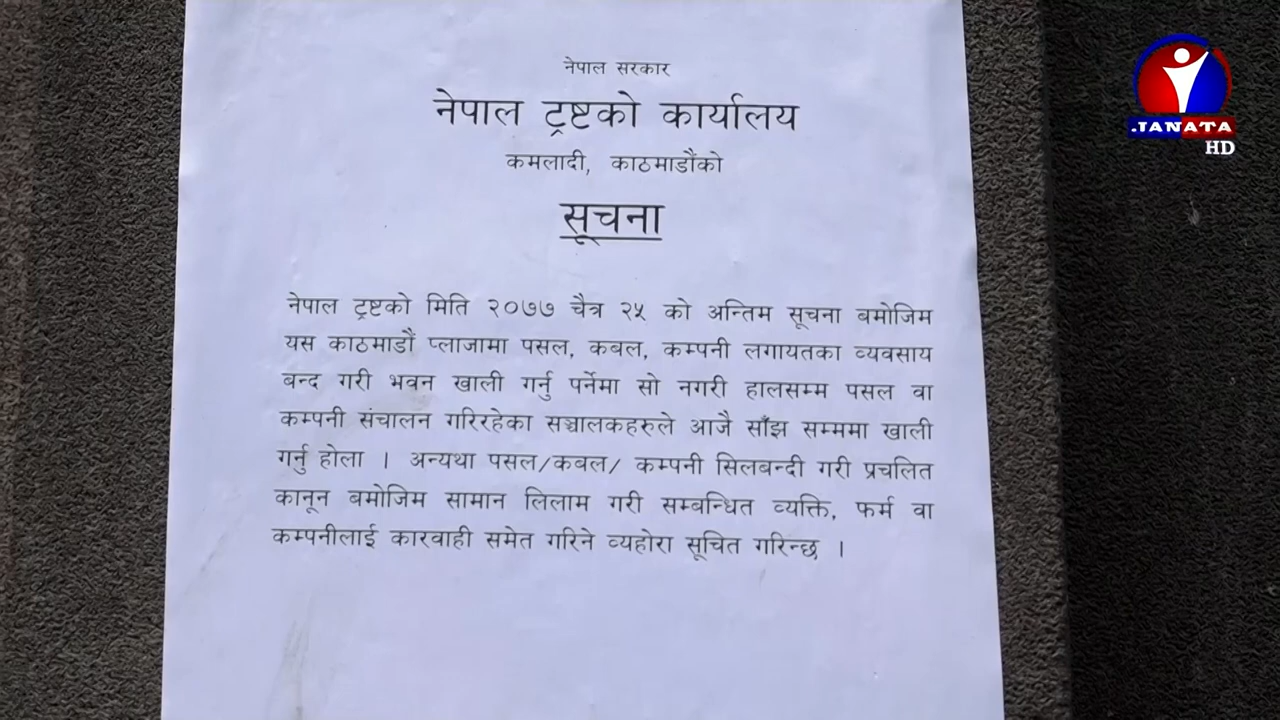 नेपाल सरकार
नेपाल ट्रष्टको कार्यालय
कमलादी, काठमाडौंको
सूचना
नेपाल ट्रष्टको मिति २०७७ चैत्र २५ को अन्तिम सूचना बमोजिम
यस काठमाडौं प्लाजामा पसल, कबल, कम्पनी लगायतका व्यवसाय
बन्द गरी भवन खाली गर्नु पर्नेमा सो नगरी हालसम्म पसल वा
कम्पनी संचालन गरिरहेका सञ्चालकहरुले आजै साँझ सम्ममा खाली
गर्नु होला । अन्यथा पसल/कबल/ कम्पनी सिलबन्दी गरी प्रचलित
कानून बमोजिम सामान लिलाम गरी सम्बन्धित व्यक्ति, फर्म वा
कम्पनीलाई कारवाही समेत गरिने व्यहोरा सूचित गरिन्छ ।
JANATA
HD